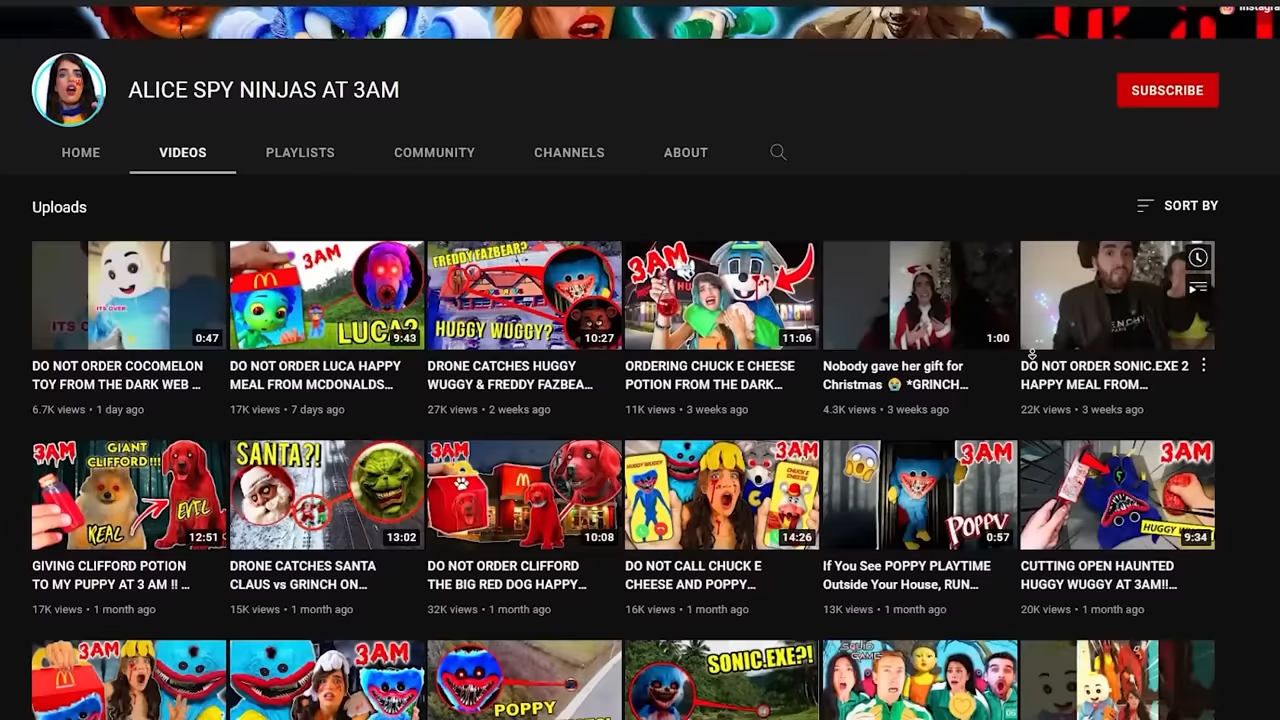 Instagra
ALICE SPY NINJAS AT 3AM
SUBSCRIBE
HOME VIDEOS PLAYLISTS COMMUNITY CHANNELS ABOUT
Uploads
SORT BY
ITS OVER
0:47
3AM
LUCA?
9:43
FREDDY FAZBEAR?
HUGGY WUGGY?
10:27
3AM
11:06
1:00
DO NOT ORDER COCOMELON
TOY FROM THE DARK WEB ...
6.7K views • 1 day ago
DO NOT ORDER LUCA HAPPY
MEAL FROM MCDONALDS...
17K views • 7 days ago
DRONE CATCHES HUGGY
WUGGY & FREDDY FAZBEA...
27K views • 2 weeks ago
ORDERING CHUCK E CHEESE
POTION FROM THE DARK...
11K views • 3 weeks ago
Nobody gave her gift for
Christmas 😭 *GRINCH...
4.3K views • 3 weeks ago
DO NOT ORDER SONIC.EXE 2
HAPPY MEAL FROM...
22K views • 3 weeks ago
3AM
GIANT
CLIFFORD!!!
REAL
EVIL
12:51
SANTA?!
13:02
3AM
10:08
HUGGY WUGGY
3AM
CHUCK E
CHEESE
14:26
3AM
POPPY
0:57
3AM
HUGGY
9:34
GIVING CLIFFORD POTION
TO MY PUPPY AT 3 AM !! ...
17K views • 1 month ago
DRONE CATCHES SANTA
CLAUS vs GRINCH ON...
15K views • 1 month ago
DO NOT ORDER CLIFFORD
THE BIG RED DOG HAPPY...
32K views • 1 month ago
DO NOT CALL CHUCK E
CHEESE AND POPPY...
16K views • 1 month ago
If You See POPPY PLAYTIME
Outside Your House, RUN...
13K views • 1 month ago
CUTTING OPEN HAUNTED
HUGGY WUGGY AT 3AM!!...
20K views • 1 month ago
3AM
3AM
POPPY
SONIC.EXE?!
SQUID
GAME